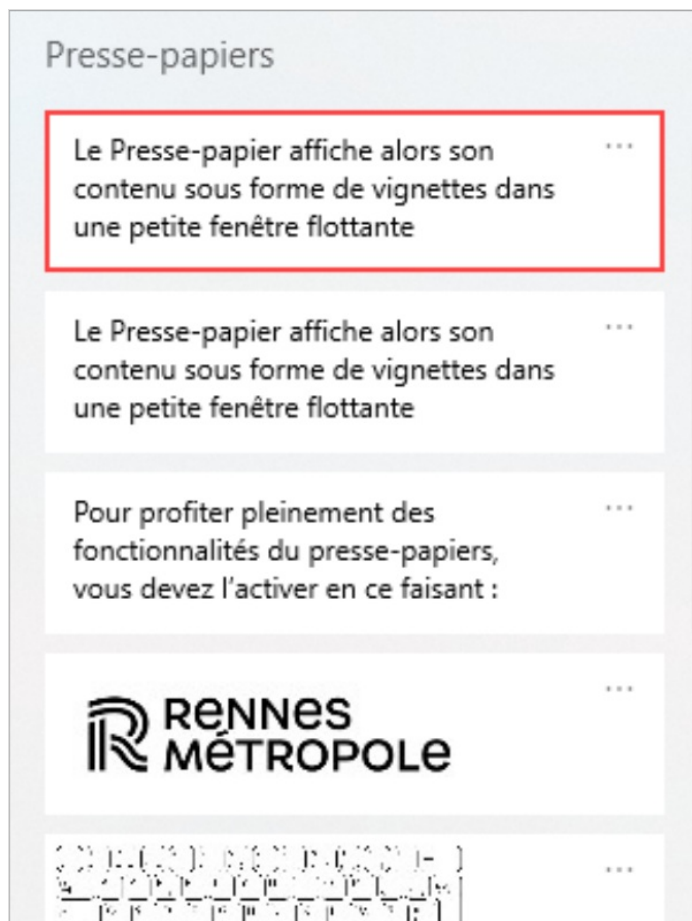 Presse-papiers
Le Presse-papier affiche alors son
contenu sous forme de vignettes dans
une petite fenêtre flottante
Le Presse-papier affiche alors son
contenu sous forme de vignettes dans
une petite fenêtre flottante
Pour profiter pleinement des
fonctionnalités du presse-papiers,
vous devez l'activer en ce faisant :
ReNNes
MéTROPOLe